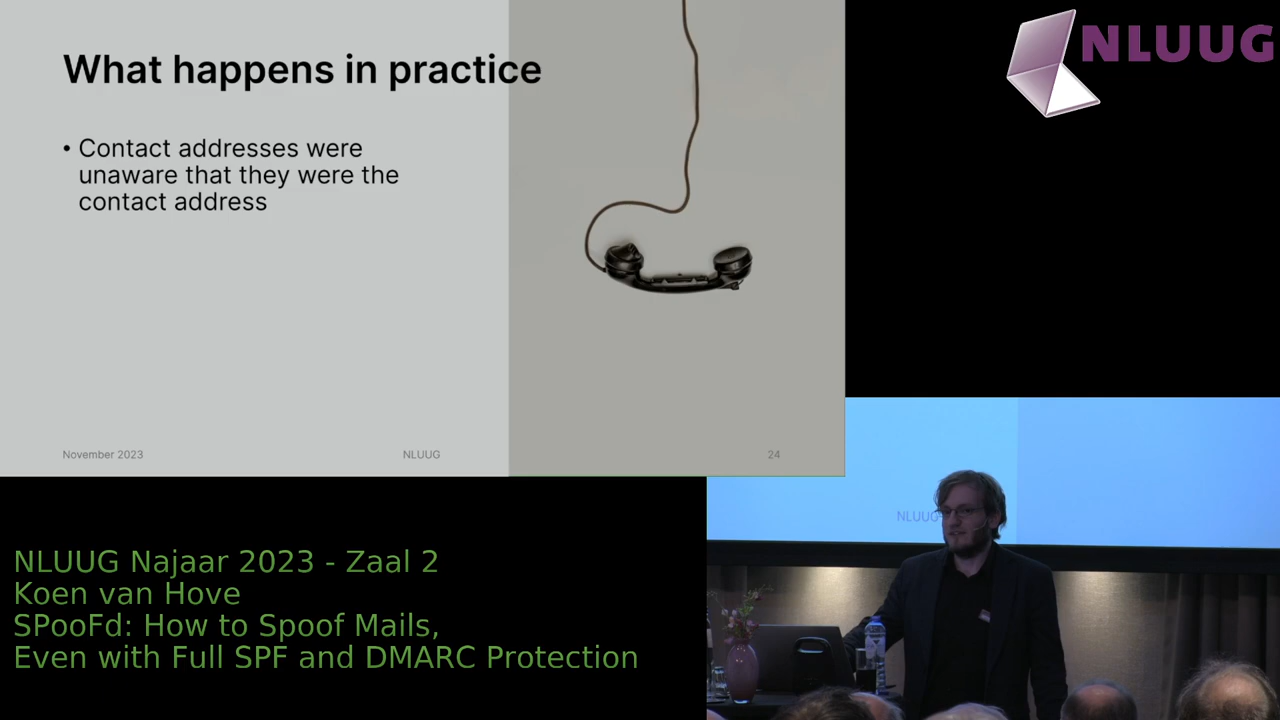 What happens in practice
• Contact addresses were
unaware that they were the
contact address
November 2023
NLUUG
24
NLUUG
NLUUG
NLUUG Najaar 2023 - Zaal 2
Koen van Hove
SPooFd: How to Spoof Mails,
Even with Full SPF and DMARC Protection